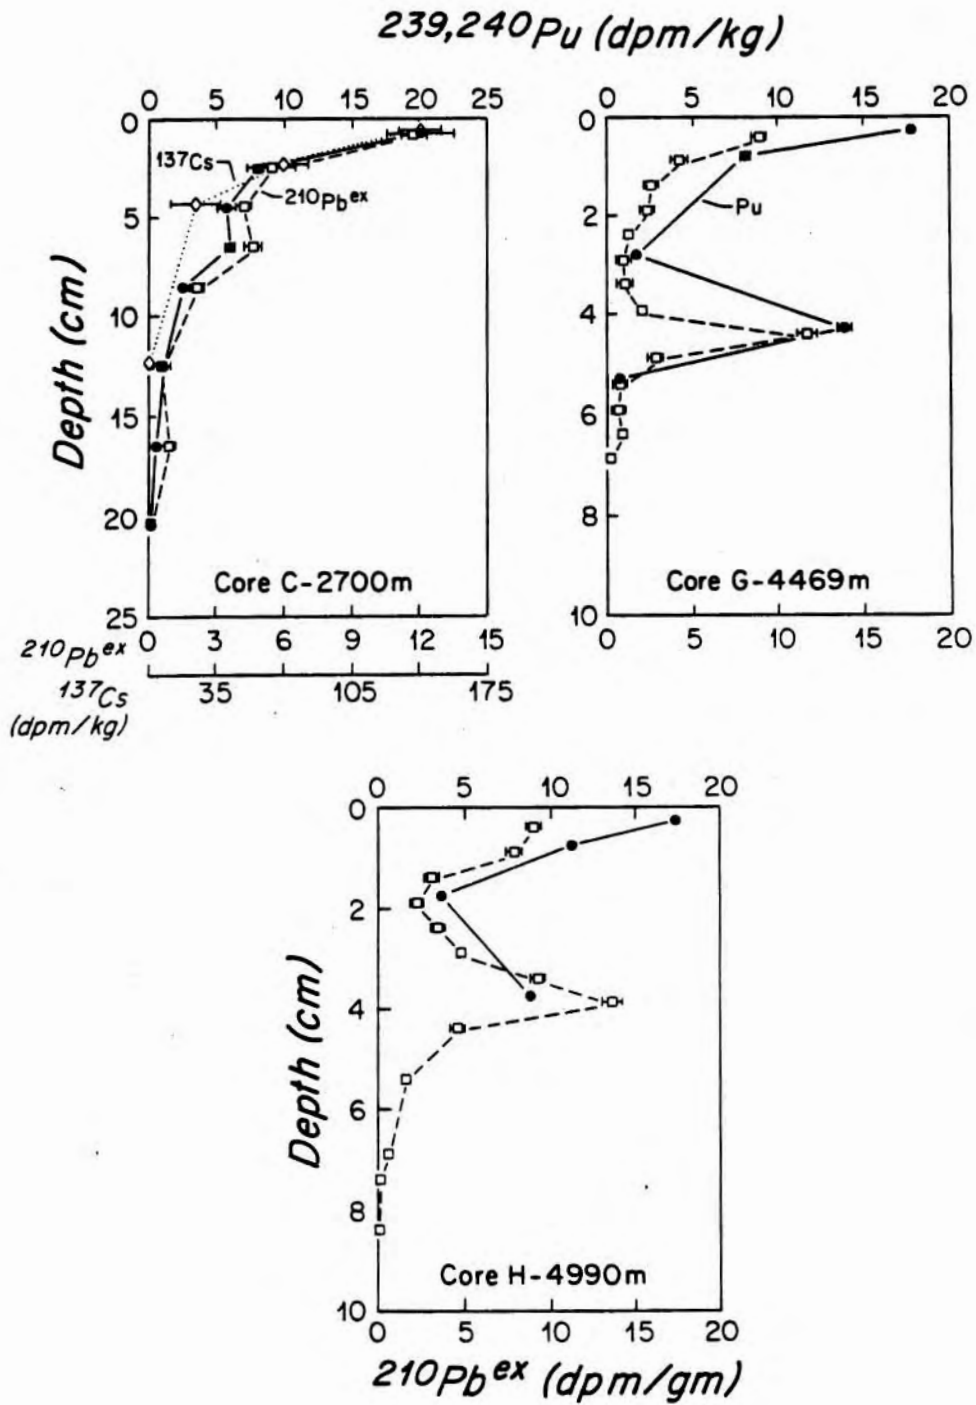 239,240Pu (dpm/kg)
0 5 10 15 20 25
0 5 10 15 20
0
5
10
15
20
25
Depth (cm)
137Cs
210Pbex
Core C-2700m
0
2
4
6
8
10
Pu
Core G-4469m
210Pbex 0 3 6 9 12 15
0 5 10 15 20
137Cs 35 105 175
(dpm/kg)
0 5 10 15 20
0
2
4
6
8
10
Depth (cm)
Core H-4990m
0 5 10 15 20
210Pbex (dpm/gm)